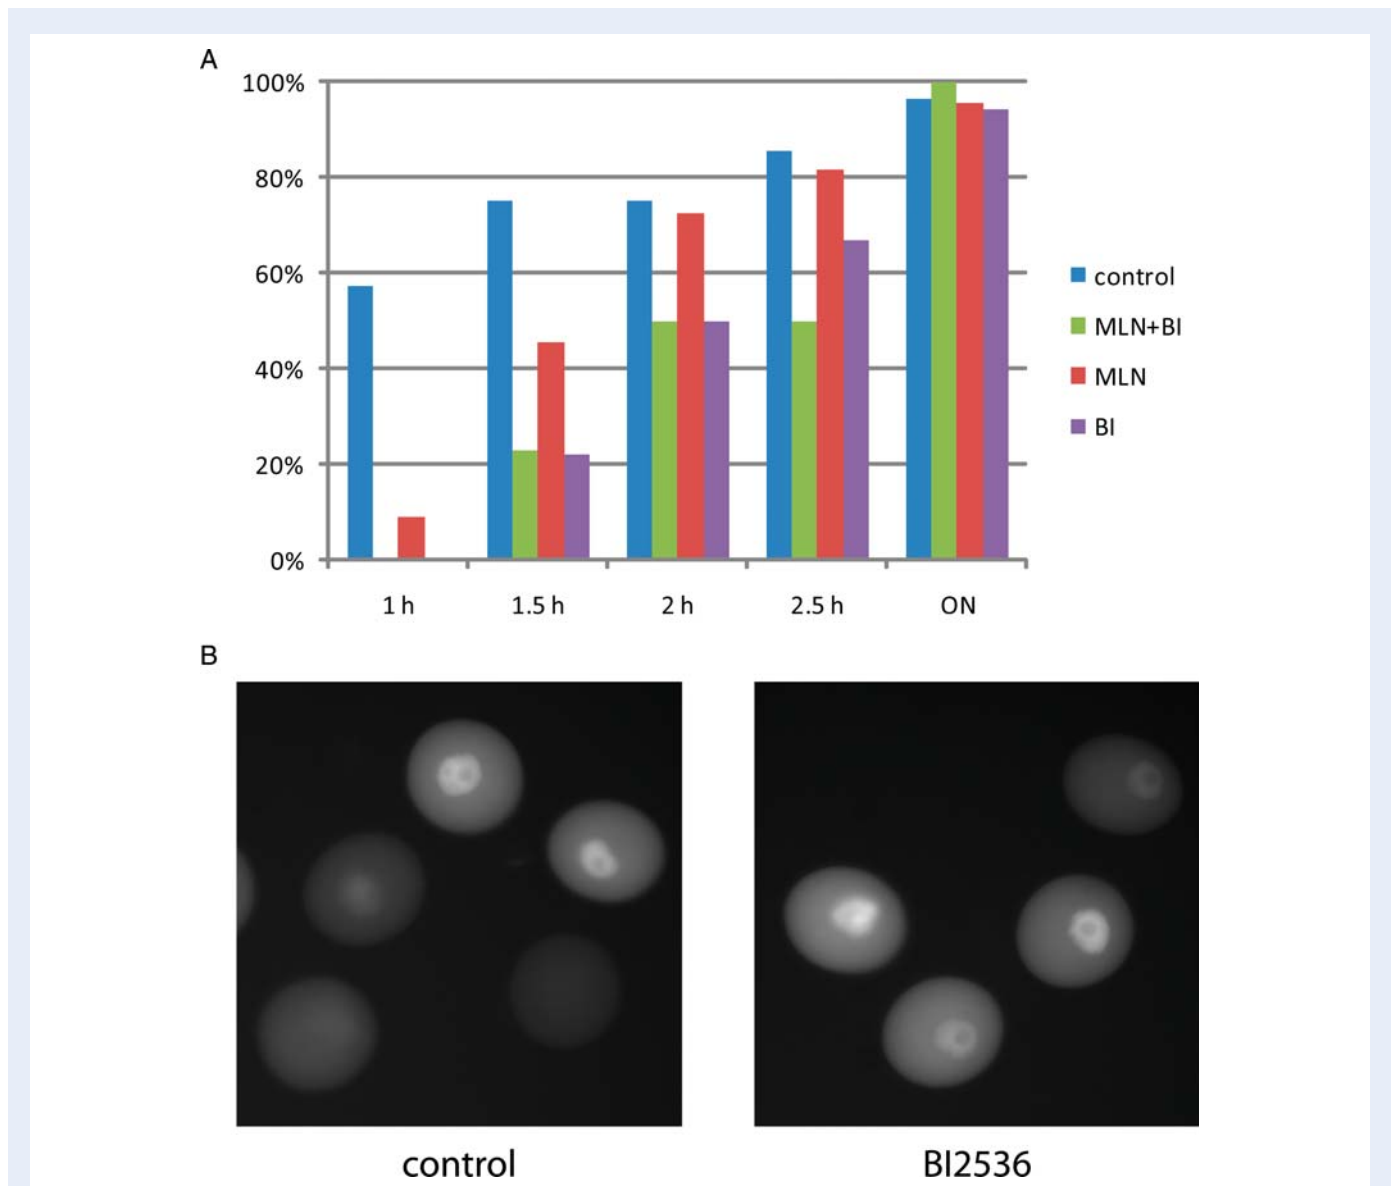 A
100%
80%
60%
40%
20%
0%
1 h 1.5 h 2 h 2.5 h ON
control
MLN+BI
MLN
BI
B
control BI2536